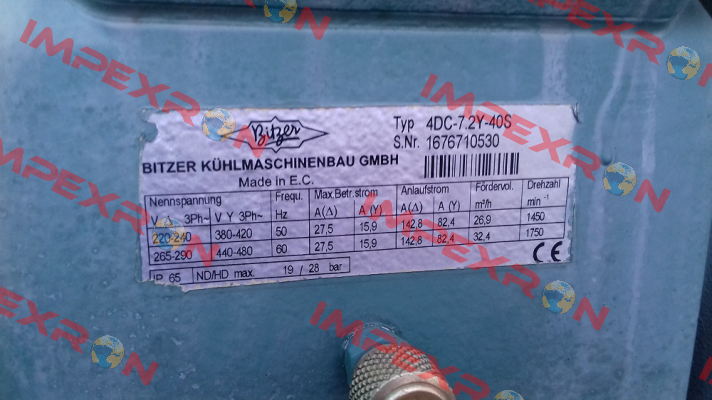 IMPEXRON
IMPEXRON
IMPEXRON
IMPEXRON
IMPEXRON
Bitzer
Typ 4DC-7.2Y-40S
S.Nr. 1676710530
BITZER KÜHLMASCHINENBAU GMBH
Made in E.C.
Nennspannung Frequ. Max.Betr.strom Anlaufstrom Fördervol. Drehzahl
V Δ 3Ph~ V Y 3Ph~ Hz A(Δ) A (Y) A(Δ) A (Y) m³/h min⁻¹
220-240 380-420 50 27,5 15,9 142,8 82,4 26,9 1450
265-290 440-480 60 27,5 15,9 142,8 82,4 32,4 1750
IP 65 ND/HD max. 19 / 28 bar
CE